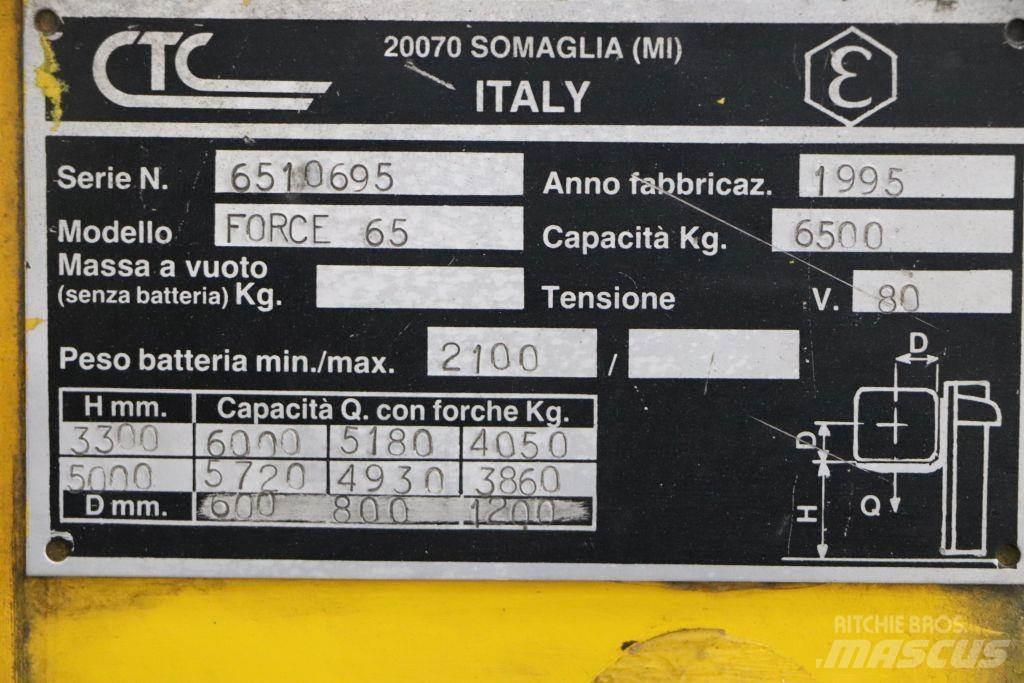 CTC
20070 SOMAGLIA (MI)
ITALY
ε
Serie N. 6510695
Anno fabbricaz. 1995
Modello FORCE 65
Capacità Kg. 6500
Massa a vuoto
(senza batteria) Kg.
Tensione V. 80
Peso batteria min./max. 2100 /
H mm. Capacità Q. con forche Kg.
3300 6000 5180 4050
5000 5720 4930 3860
D mm. 600 800 1200
D
D
H
Q
RITCHIE BROS.
MASCUS